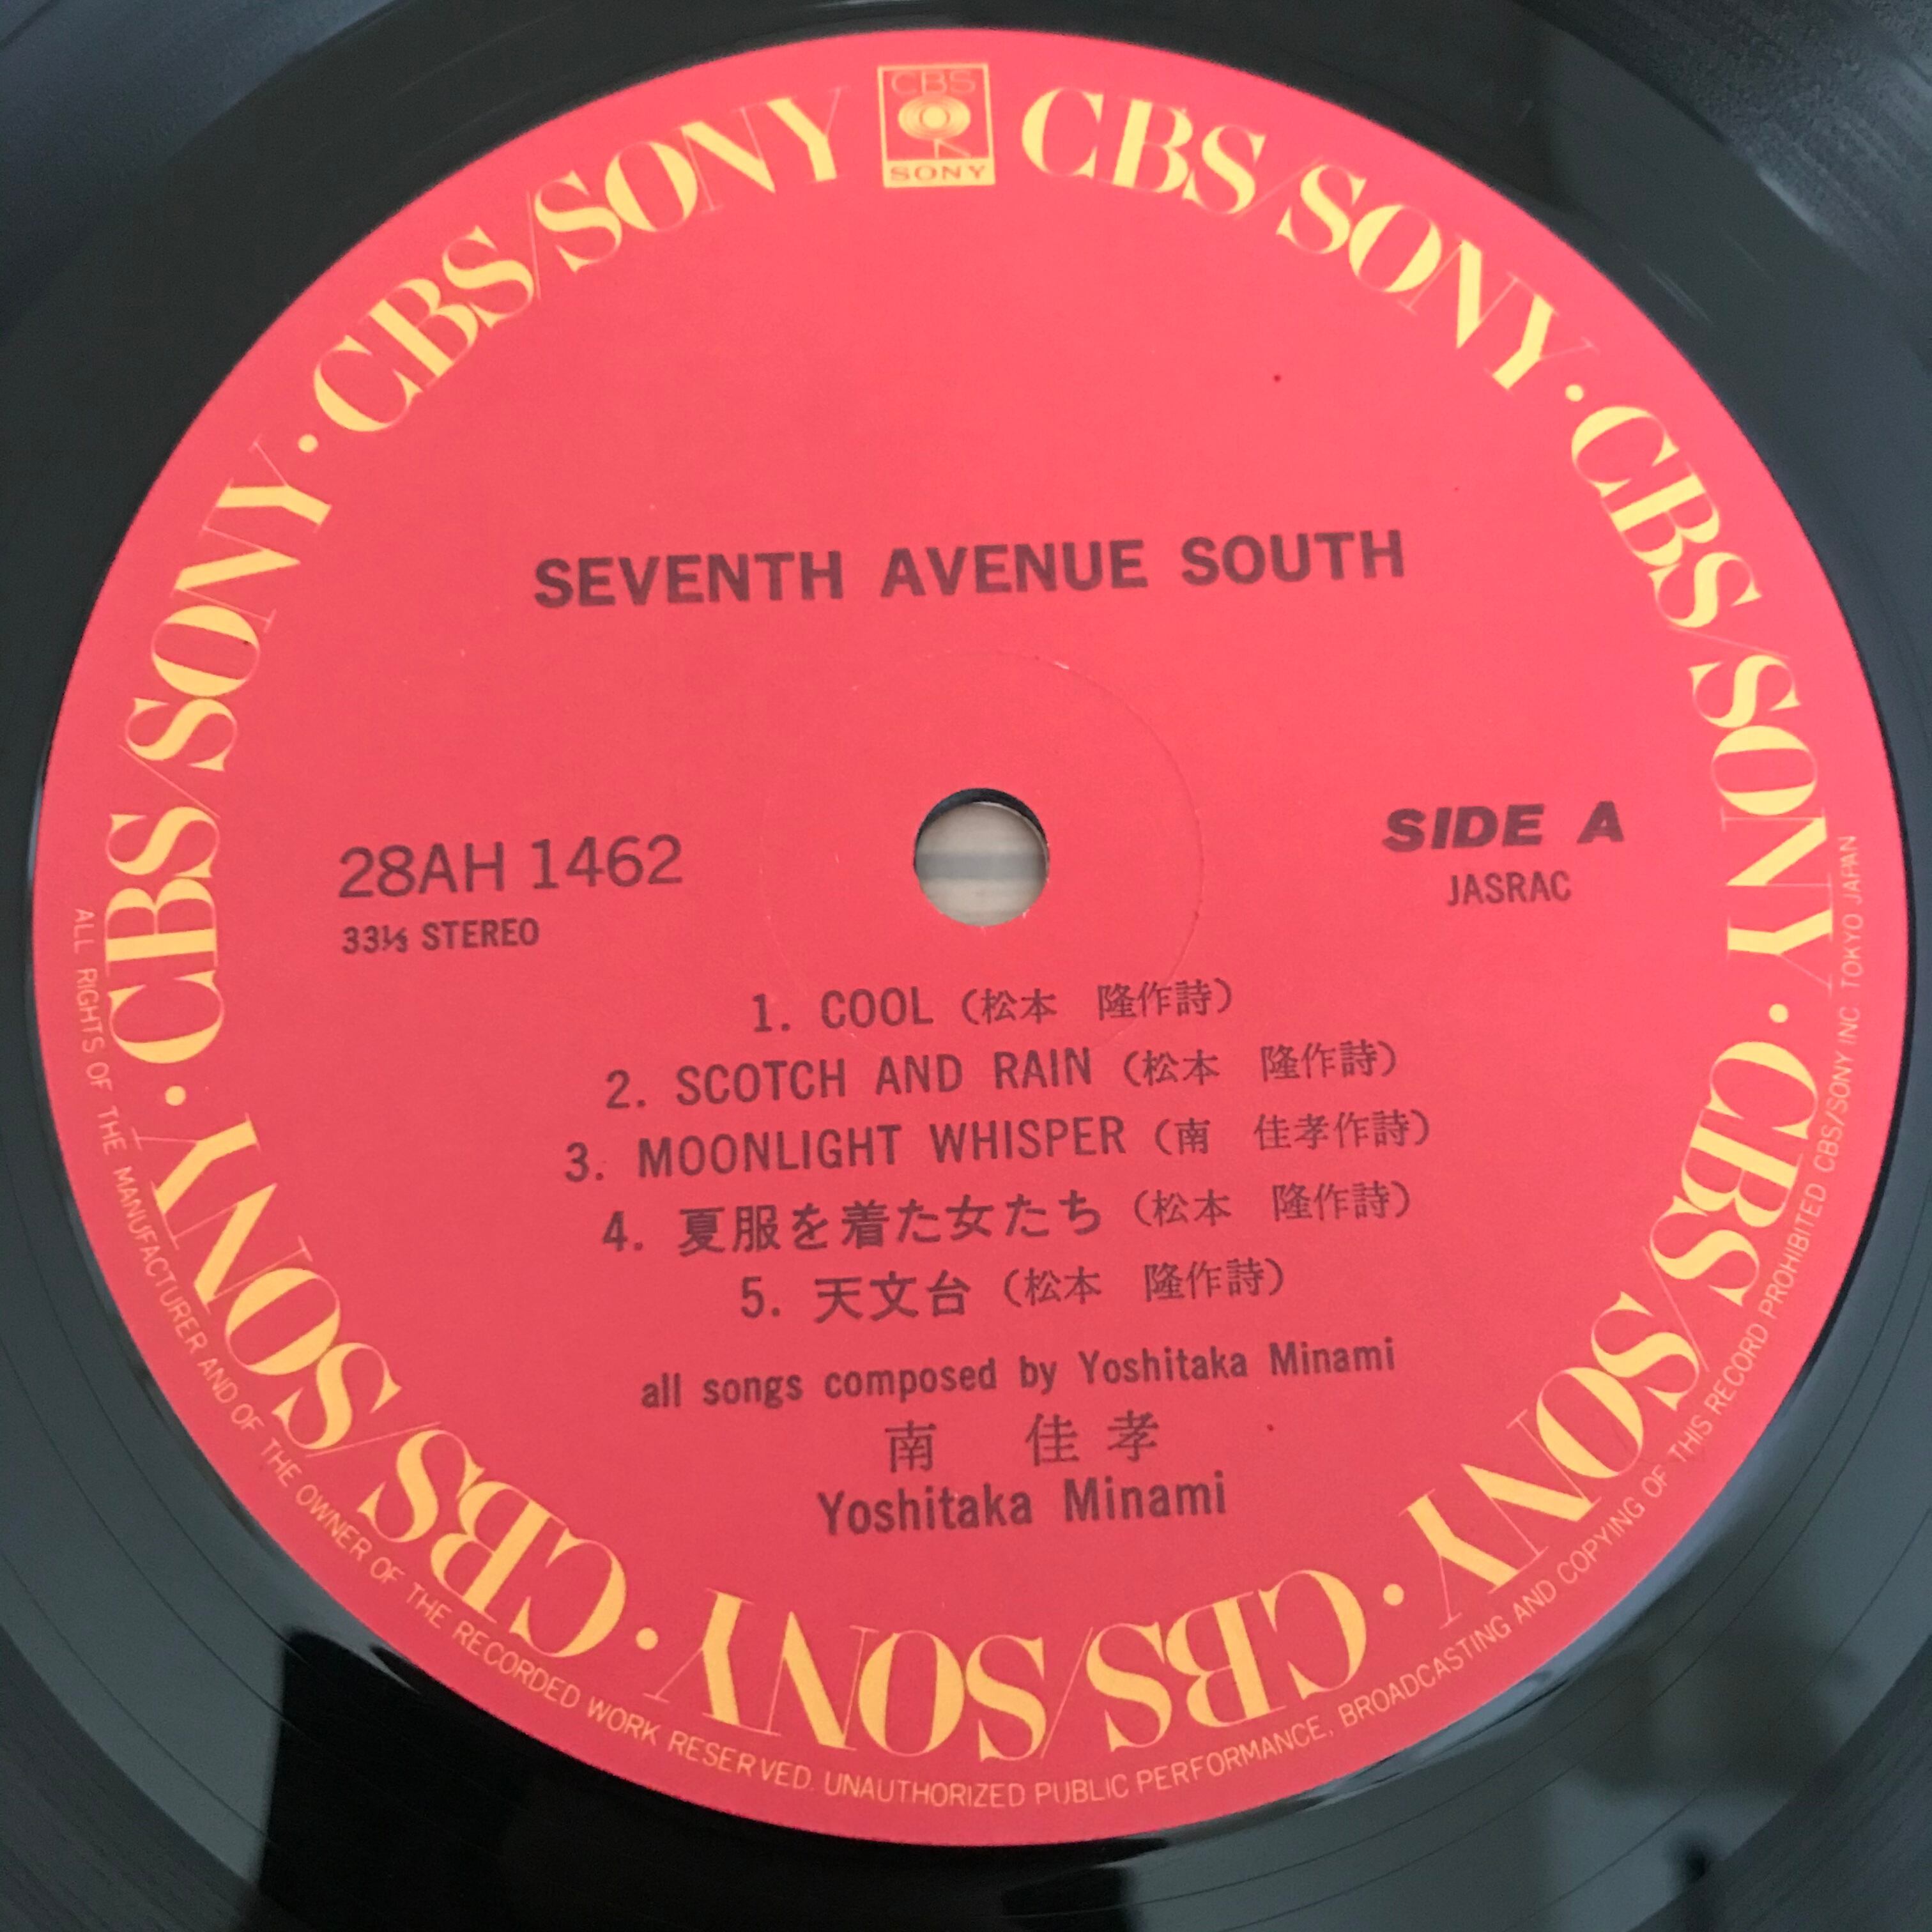 CBS
SONY
CBS/SONY · CBS/SONY · CBS/SONY · CBS/SONY · CBS/SONY · CBS/SONY · CBS/SONY
SEVENTH AVENUE SOUTH
28AH 1462
33⅓ STEREO
SIDE A
JASRAC
1. COOL (松本 隆作詩)
2. SCOTCH AND RAIN (松本 隆作詩)
3. MOONLIGHT WHISPER (南 佳孝作詩)
4. 夏服を着た女たち (松本 隆作詩)
5. 天文台 (松本 隆作詩)
all songs composed by Yoshitaka Minami
南 佳孝
Yoshitaka Minami
ALL RIGHTS OF THE MANUFACTURER AND OF THE OWNER OF THE RECORDED WORK RESERVED. UNAUTHORIZED PUBLIC PERFORMANCE, BROADCASTING AND COPYING OF THIS RECORD PROHIBITED CBS/SONY INC TOKYO JAPAN